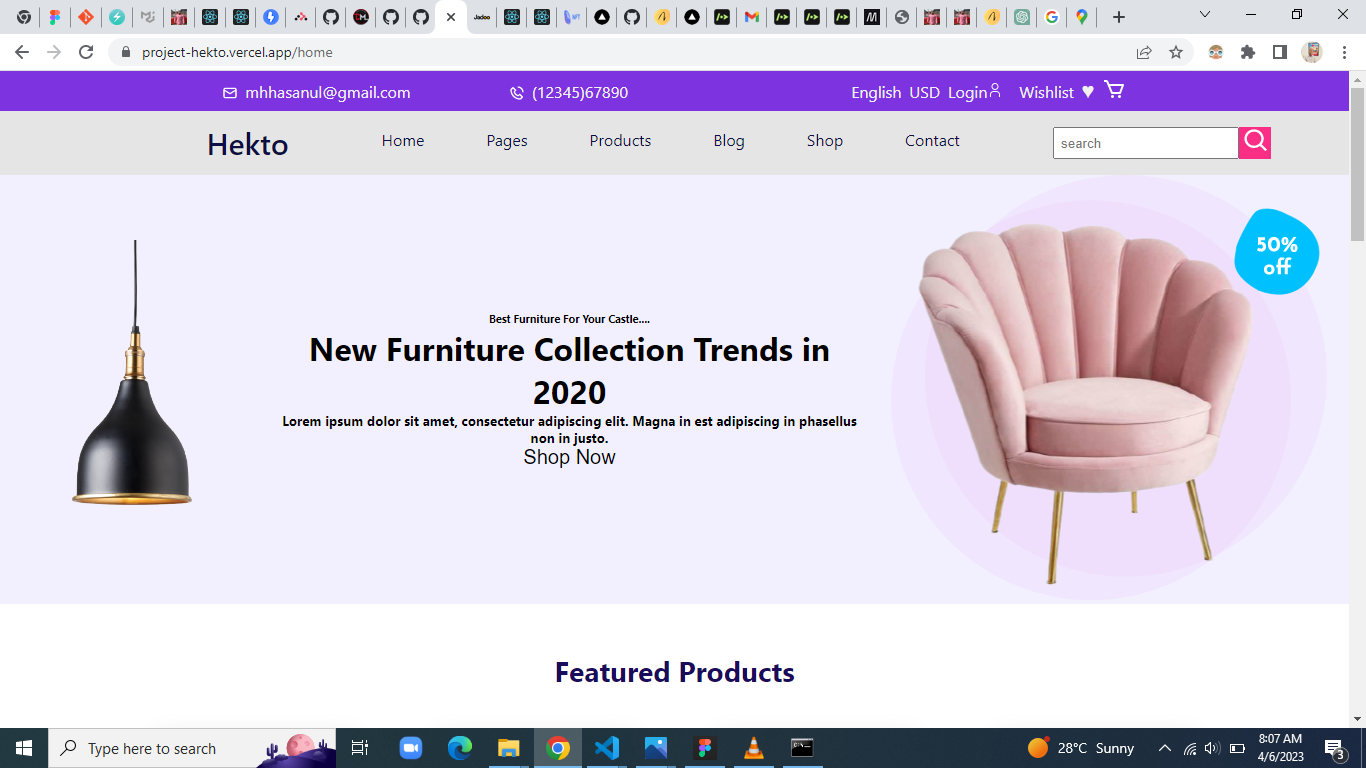 Jadoo
project-hekto.vercel.app/home
mhhasanul@gmail.com (12345)67890 English USD Login Wishlist
Hekto Home Pages Products Blog Shop Contact search
50%
off
Best Furniture For Your Castle....
New Furniture Collection Trends in
2020
Lorem ipsum dolor sit amet, consectetur adipiscing elit. Magna in est adipiscing in phasellus
non in justo.
Shop Now
Featured Products
Type here to search 28°C Sunny 8:07 AM
4/6/2023 3